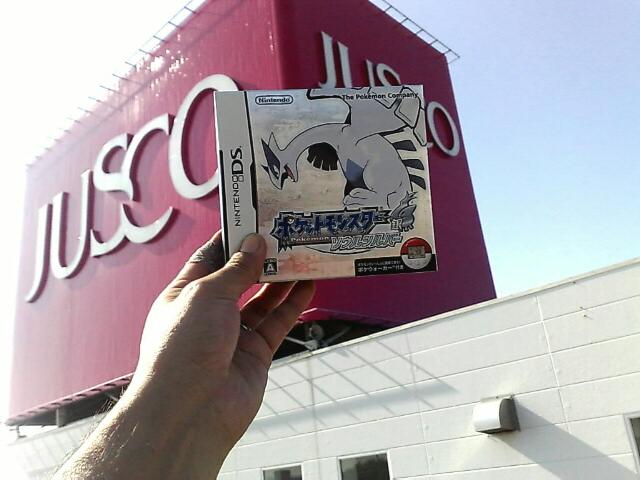 JUSCO
JUSCO
Nintendo
The Pokémon Company
NINTENDO DS
ポケットモンスター
Pokémon
ソウルシルバー
A
ポケウォーカー 付き